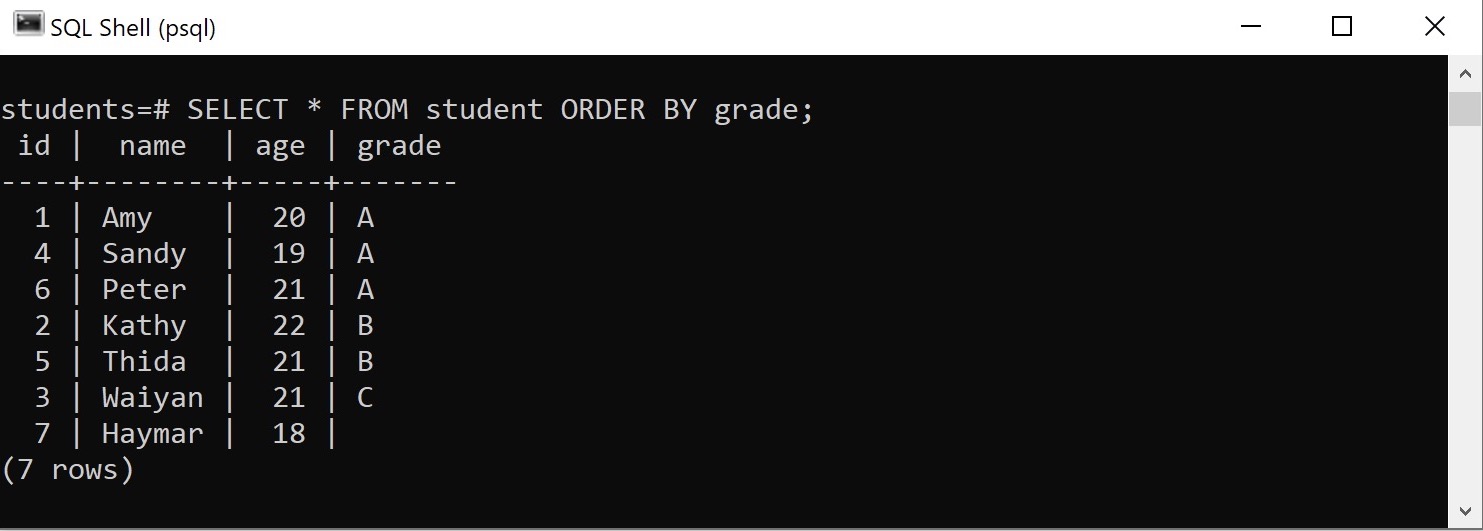 SQL Shell (psql)
students=# SELECT * FROM student ORDER BY grade;
 id |  name  | age | grade
----+--------+-----+-------
  1 | Amy    |  20 | A
  4 | Sandy  |  19 | A
  6 | Peter  |  21 | A
  2 | Kathy  |  22 | B
  5 | Thida  |  21 | B
  3 | Waiyan |  21 | C
  7 | Haymar |  18 |
(7 rows)